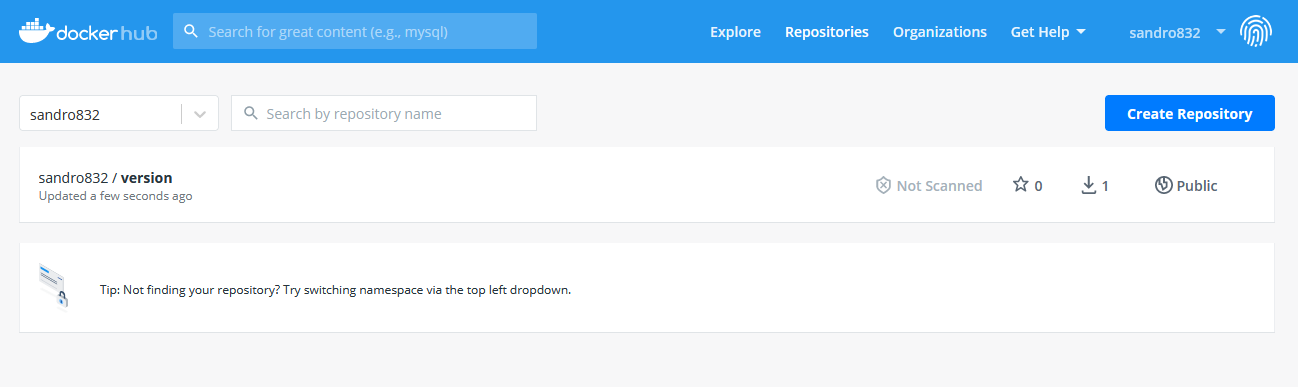 docker hub Search for great content (e.g., mysql) Explore Repositories Organizations Get Help sandro832
sandro832 Search by repository name Create Repository
sandro832 / version
Updated a few seconds ago
Not Scanned 0 1 Public
Tip: Not finding your repository? Try switching namespace via the top left dropdown.